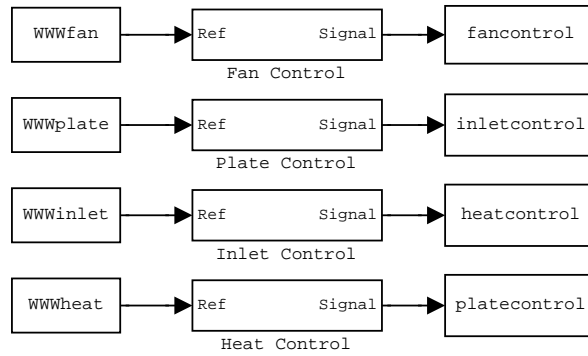 WWWfan Ref Signal fancontrol
Fan Control
WWWplate Ref Signal inletcontrol
Plate Control
WWWinlet Ref Signal heatcontrol
Inlet Control
WWWheat Ref Signal platecontrol
Heat Control